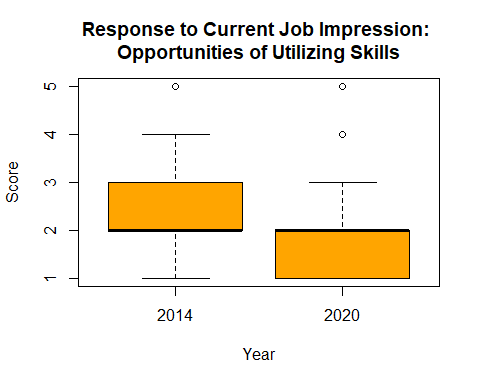 Response to Current Job Impression:
Opportunities of Utilizing Skills
5
4
3
2
1
Score
2014
2020
Year